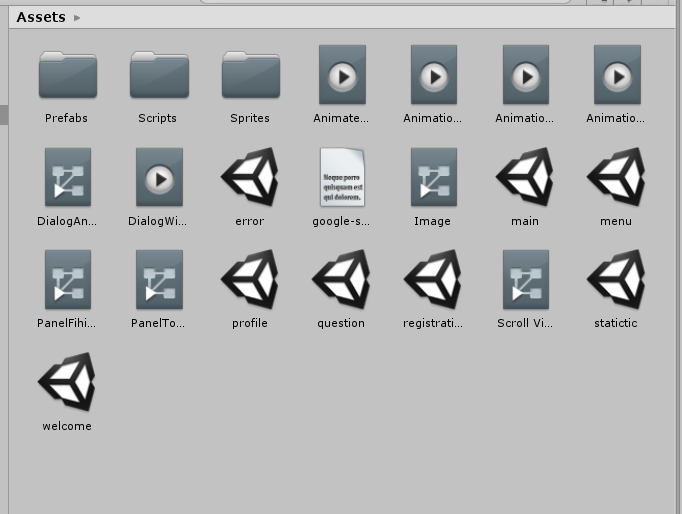 Assets
Prefabs
Scripts
Sprites
Animate...
Animatio...
Animatio...
Animatio...
DialogAn...
DialogWi...
error
Neque porro
quisquam est
qui dolorem.
google-s...
Image
main
menu
PanelFihi...
PanelTo...
profile
question
registrati...
Scroll Vi...
statictic
welcome